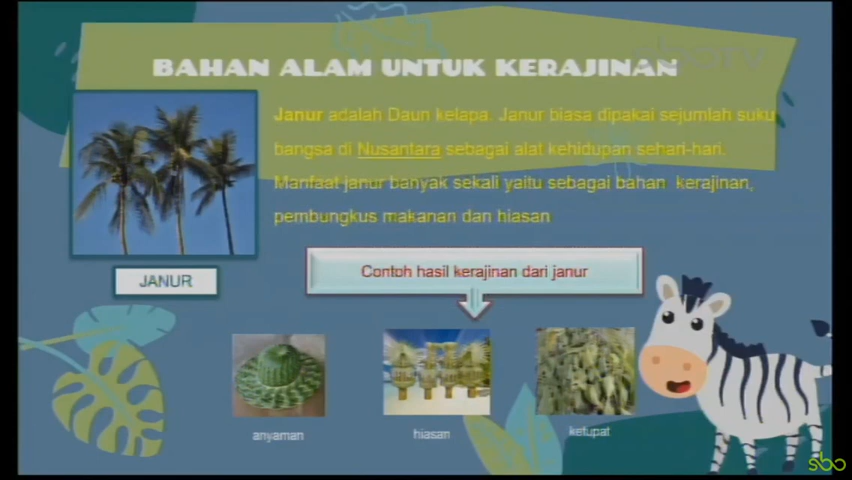 sbotv
BAHAN ALAM UNTUK KERAJINAN
Janur adalah Daun kelapa. Janur biasa dipakai sejumlah suku
bangsa di Nusantara sebagai alat kehidupan sehari-hari.
Manfaat janur banyak sekali yaitu sebagai bahan kerajinan,
pembungkus makanan dan hiasan
JANUR
Contoh hasil kerajinan dari janur
anyaman
hiasan
ketupat
sbo